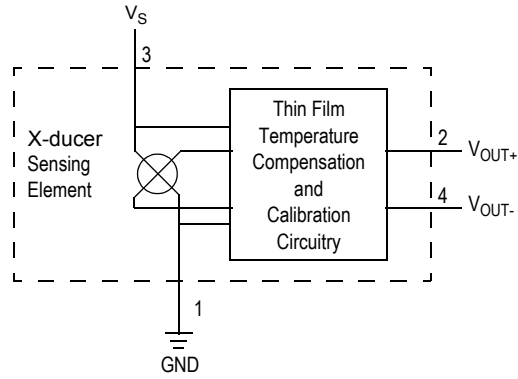 VS
3
X-ducer
Sensing
Element
Thin Film
Temperature
Compensation
and
Calibration
Circuitry
2
VOUT+
4
VOUT-
1
GND